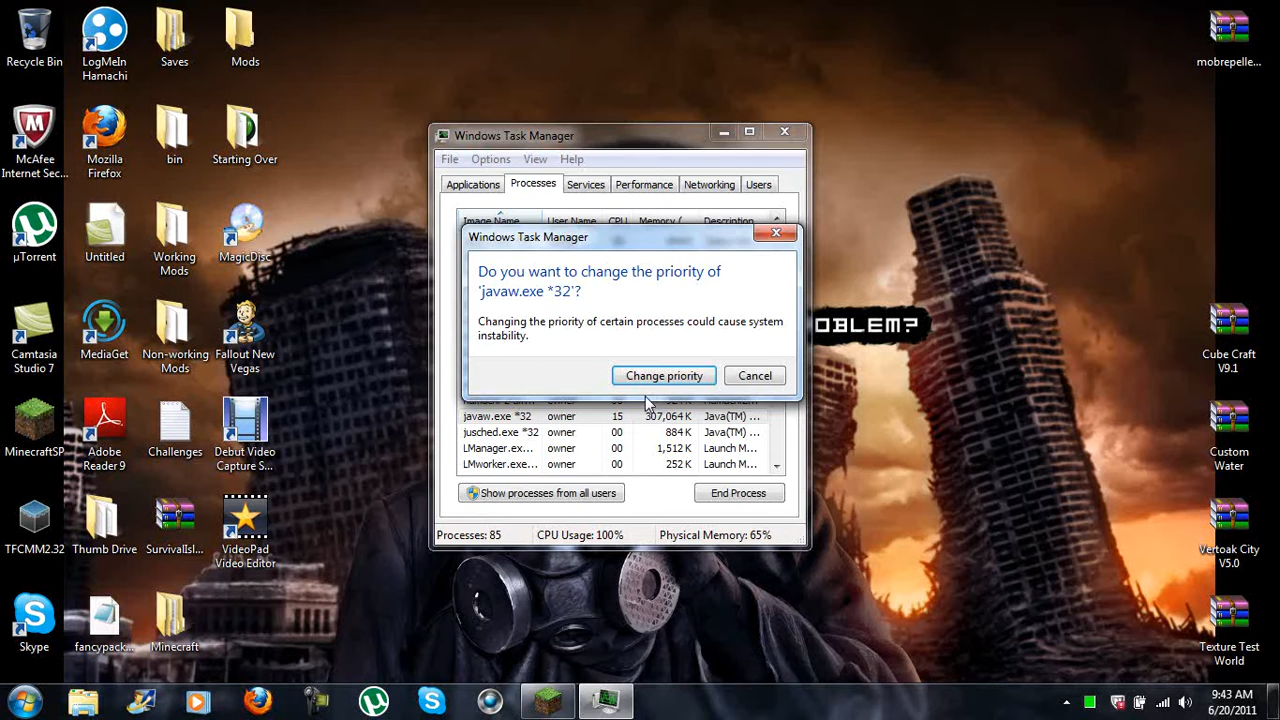 Recycle Bin
LogMeIn
Hamachi
Saves
Mods
mobrepelle...
McAfee
Internet Sec...
Mozilla
Firefox
bin
Starting Over
µTorrent
Untitled
Working
Mods
MagicDisc
Camtasia
Studio 7
MediaGet
Non-working
Mods
Fallout New
Vegas
MinecraftSP
Adobe
Reader 9
Challenges
Debut Video
Capture S...
TFCMM2.32
Thumb Drive
SurvivalIsl...
VideoPad
Video Editor
Skype
fancypack...
Minecraft
Windows Task Manager
File Options View Help
Applications Processes Services Performance Networking Users
Image Name User Name CPU Memory ( Description
Windows Task Manager
Do you want to change the priority of
'javaw.exe *32'?
Changing the priority of certain processes could cause system
instability.
Change priority Cancel
javaw.exe *32 owner 15 307,064 K Java(TM) ...
jusched.exe *32 owner 00 884 K Java(TM) ...
LManager.ex... owner 00 1,512 K Launch M...
LMworker.exe... owner 00 252 K Launch M...
Show processes from all users End Process
Processes: 85 CPU Usage: 100% Physical Memory: 65%
OBLEM?
Cube Craft
V9.1
Custom
Water
Vertoak City
V5.0
Texture Test
World
9:43 AM
6/20/2011